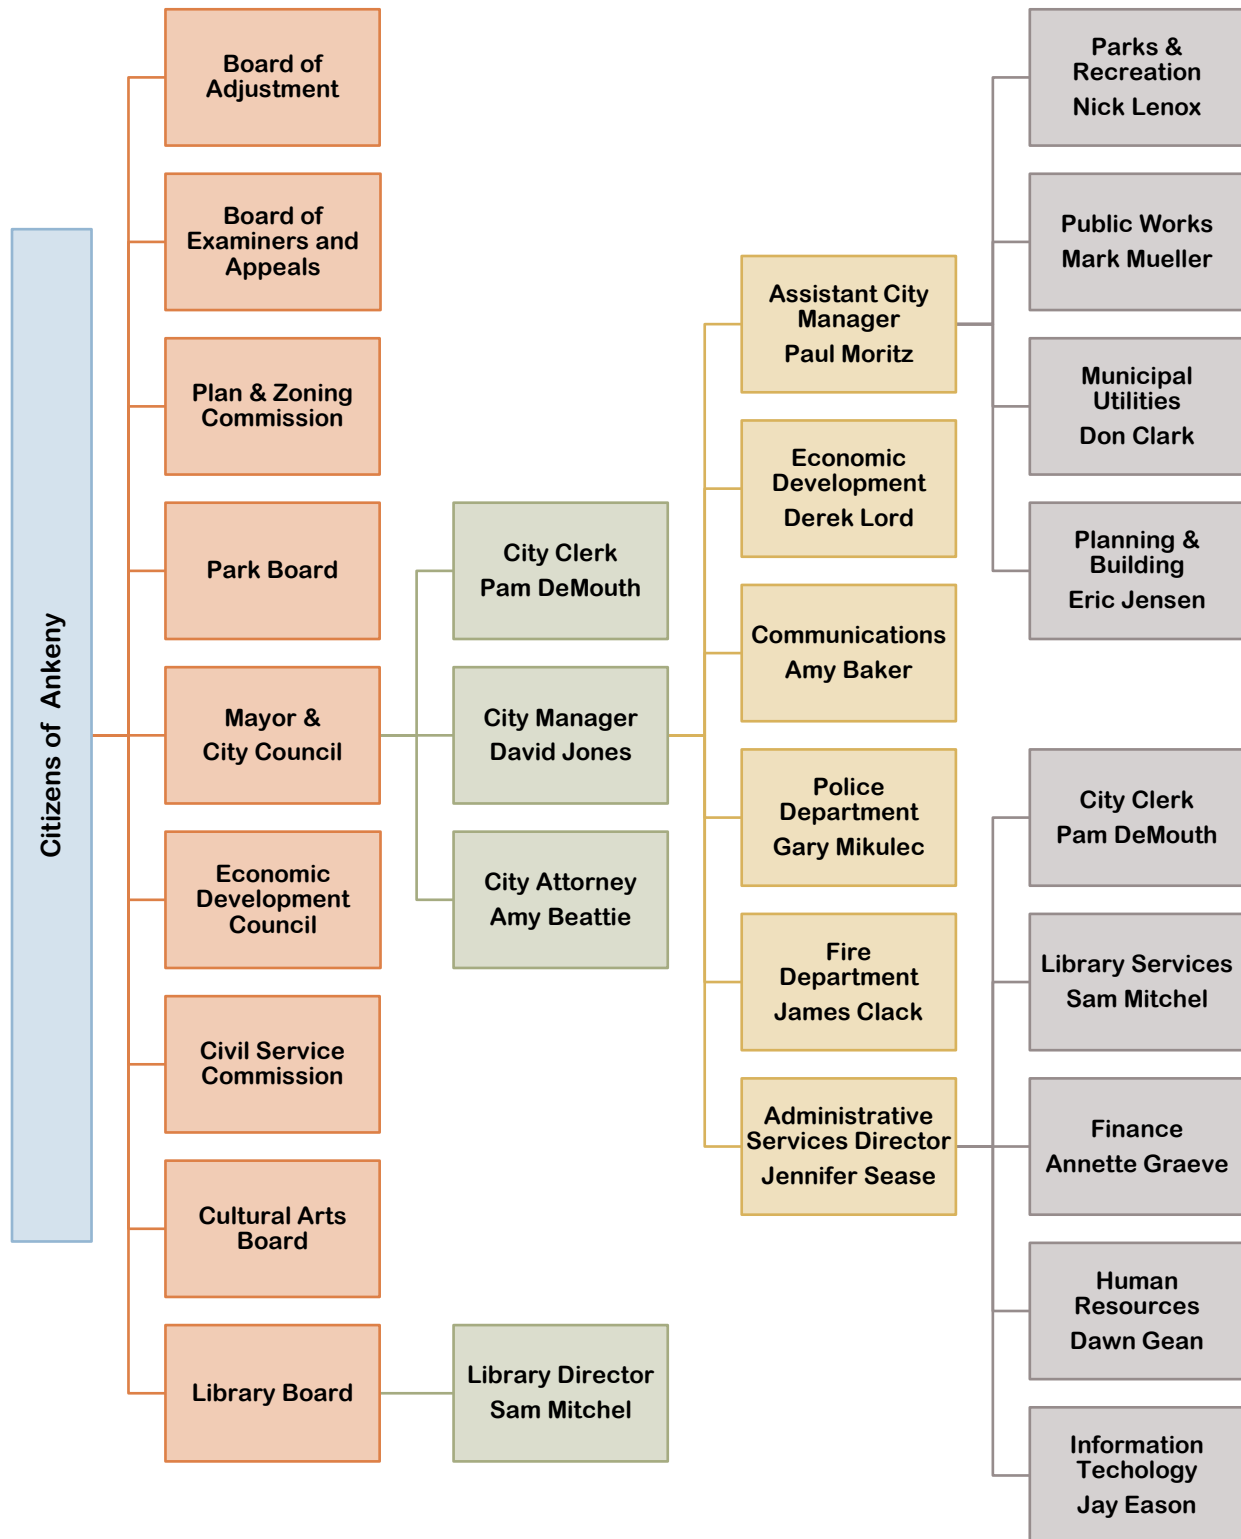 Citizens of Ankeny
Board of
Adjustment
Board of
Examiners and
Appeals
Plan & Zoning
Commission
Park Board
Mayor &
City Council
Economic
Development
Council
Civil Service
Commission
Cultural Arts
Board
Library Board
City Clerk
Pam DeMouth
City Manager
David Jones
City Attorney
Amy Beattie
Library Director
Sam Mitchel
Assistant City
Manager
Paul Moritz
Economic
Development
Derek Lord
Communications
Amy Baker
Police
Department
Gary Mikulec
Fire
Department
James Clack
Administrative
Services Director
Jennifer Sease
Parks &
Recreation
Nick Lenox
Public Works
Mark Mueller
Municipal
Utilities
Don Clark
Planning &
Building
Eric Jensen
City Clerk
Pam DeMouth
Library Services
Sam Mitchel
Finance
Annette Graeve
Human
Resources
Dawn Gean
Information
Techology
Jay Eason